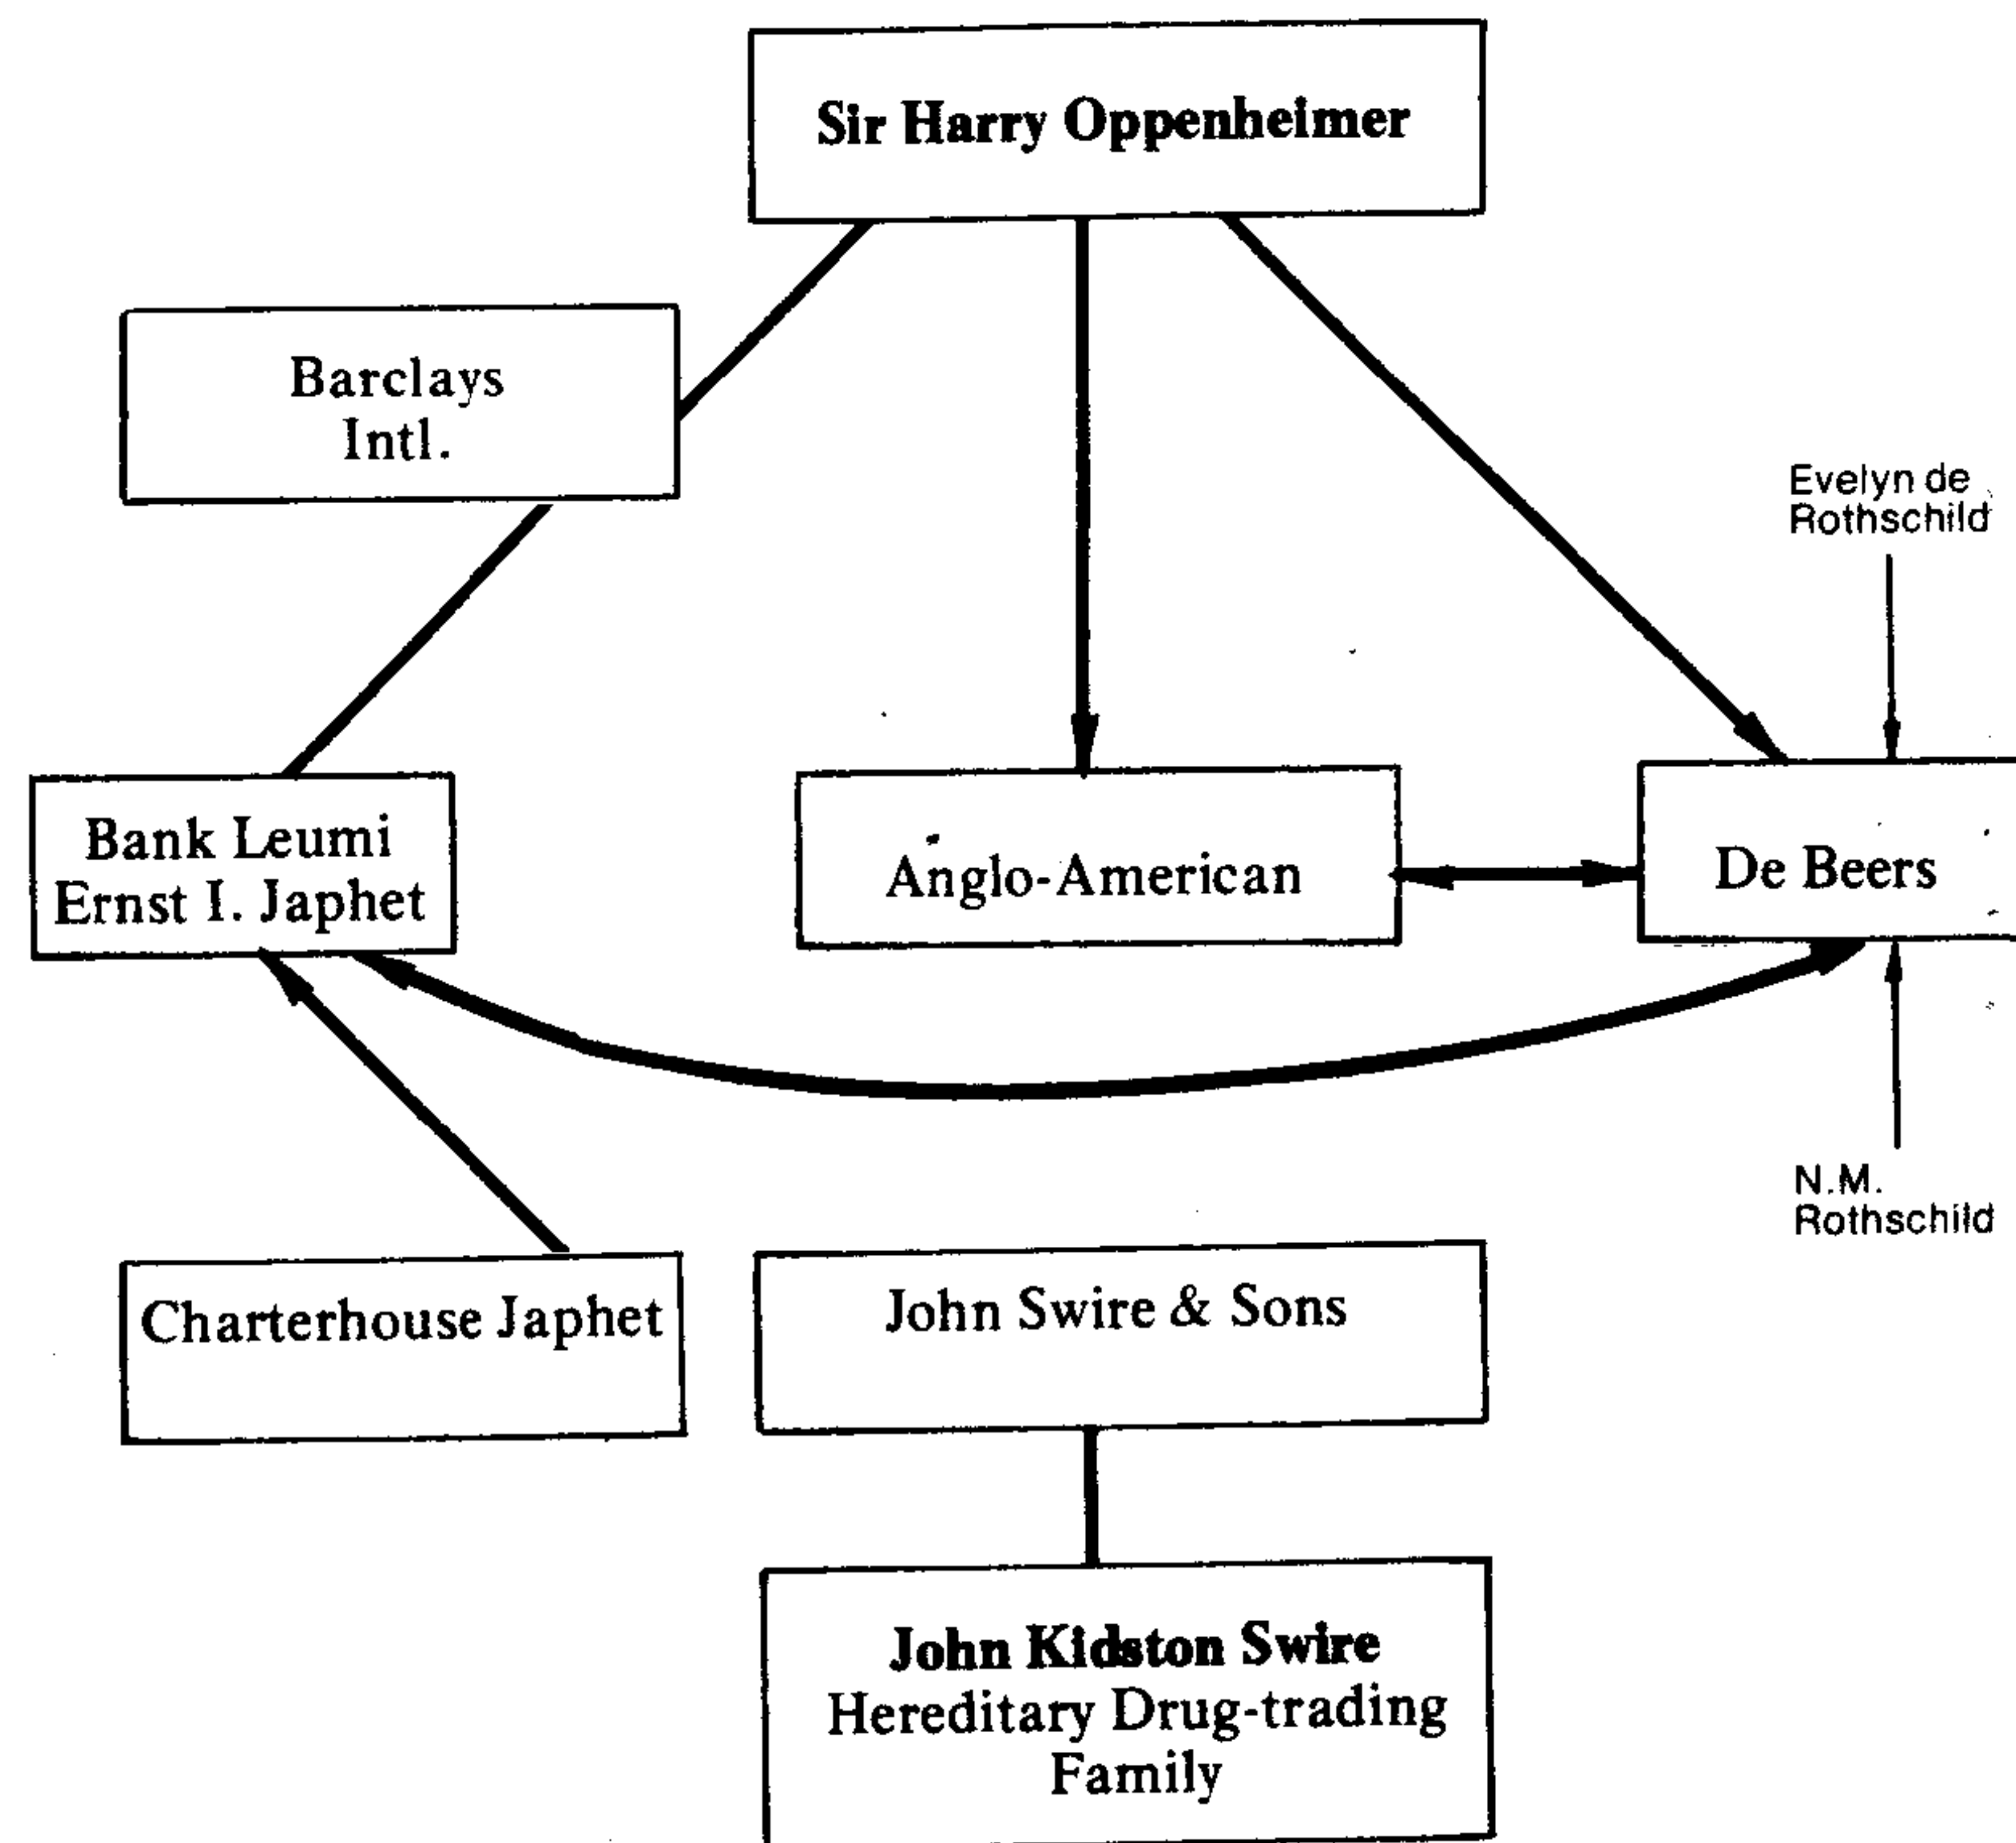 Sir Harry Oppenheimer
Barclays
Intl.
Evelyn de
Rothschild
Bank Leumi
Ernst I. Japhet
Anglo-American
De Beers
N.M.
Rothschild
Charterhouse Japhet
John Swire & Sons
John Kidston Swire
Hereditary Drug-trading
Family